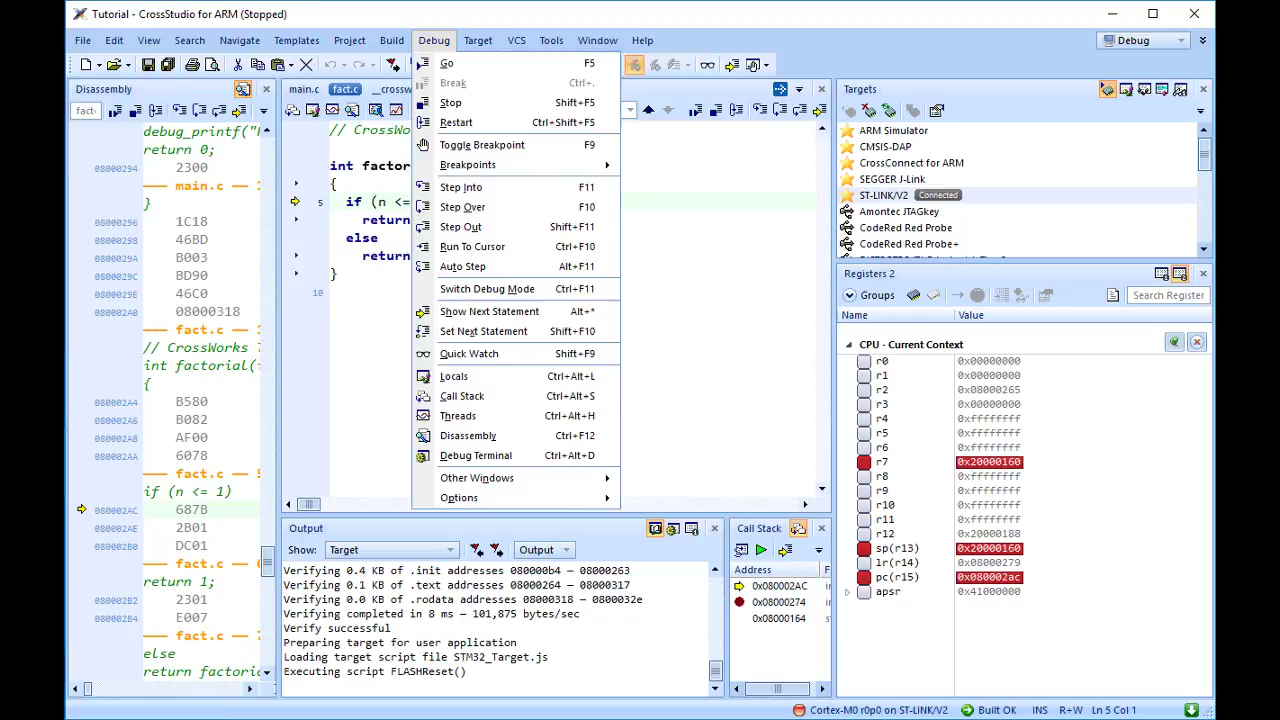 Tutorial - CrossStudio for ARM (Stopped)
File Edit View Search Navigate Templates Project Build Debug Target VCS Tools Window Help
Debug
Disassembly
fact
debug_printf("
return 0;
08000294 2300
main.c
}
08000296 1C18
08000298 46BD
0800029A B003
0800029C BD90
0800029E 46C0
080002A0 08000318
fact.c
// CrossWorks
int factorial(
{
080002A4 B580
080002A6 B082
080002A8 AF00
080002AA 6078
fact.c
if (n <= 1)
080002AC 687B
080002AE 2B01
080002B0 DC01
fact.c
return 1;
080002B2 2301
080002B4 E007
fact.c
else
return factoria
main.c fact.c __crossw
// CrossWo
int factor
{
5 if (n <=
return
else
return
}
10
Go F5
Break Ctrl+.
Stop Shift+F5
Restart Ctrl+Shift+F5
Toggle Breakpoint F9
Breakpoints
Step Into F11
Step Over F10
Step Out Shift+F11
Run To Cursor Ctrl+F10
Auto Step Alt+F11
Switch Debug Mode Ctrl+F11
Show Next Statement Alt+*
Set Next Statement Shift+F10
Quick Watch Shift+F9
Locals Ctrl+Alt+L
Call Stack Ctrl+Alt+S
Threads Ctrl+Alt+H
Disassembly Ctrl+F12
Debug Terminal Ctrl+Alt+D
Other Windows
Options
Output
Show: Target Output
Verifying 0.4 KB of .init addresses 080000b4 — 08000263
Verifying 0.1 KB of .text addresses 08000264 — 08000317
Verifying 0.0 KB of .rodata addresses 08000318 — 0800032e
Verifying completed in 8 ms — 101,875 bytes/sec
Verify successful
Preparing target for user application
Loading target script file STM32_Target.js
Executing script FLASHReset()
Call Stack
Address
0x080002AC
0x08000274
0x08000164
Targets
ARM Simulator
CMSIS-DAP
CrossConnect for ARM
SEGGER J-Link
ST-LINK/V2 Connected
Amontec JTAGkey
CodeRed Red Probe
CodeRed Red Probe+
Registers 2
Groups Search Register
Name Value
CPU - Current Context
r0 0x00000000
r1 0x00000000
r2 0x08000265
r3 0x00000000
r4 0xffffffff
r5 0xffffffff
r6 0xffffffff
r7 0x20000160
r8 0xffffffff
r9 0xffffffff
r10 0xffffffff
r11 0xffffffff
r12 0x20000188
sp(r13) 0x20000160
lr(r14) 0x08000279
pc(r15) 0x080002ac
apsr 0x41000000
Cortex-M0 r0p0 on ST-LINK/V2 Built OK INS R+W Ln 5 Col 1